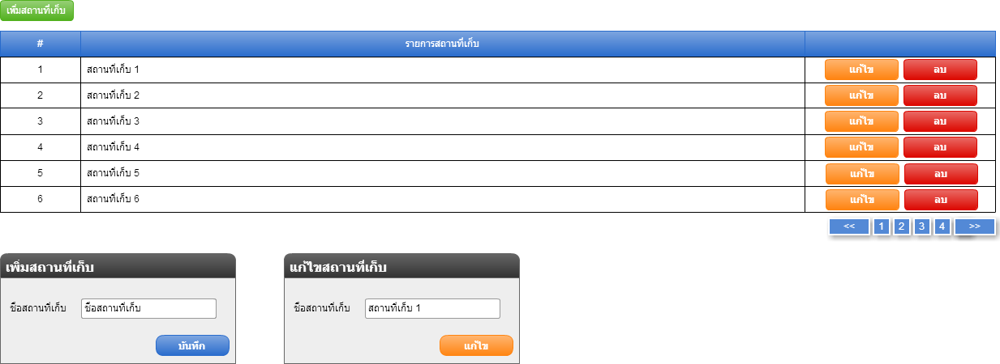 เพิ่มสถานที่เก็บ
# รายการสถานที่เก็บ
1 สถานที่เก็บ 1 แก้ไข ลบ
2 สถานที่เก็บ 2 แก้ไข ลบ
3 สถานที่เก็บ 3 แก้ไข ลบ
4 สถานที่เก็บ 4 แก้ไข ลบ
5 สถานที่เก็บ 5 แก้ไข ลบ
6 สถานที่เก็บ 6 แก้ไข ลบ
<< 1 2 3 4 >>
เพิ่มสถานที่เก็บ
ชื่อสถานที่เก็บ ชื่อสถานที่เก็บ
บันทึก
แก้ไขสถานที่เก็บ
ชื่อสถานที่เก็บ สถานที่เก็บ 1
แก้ไข